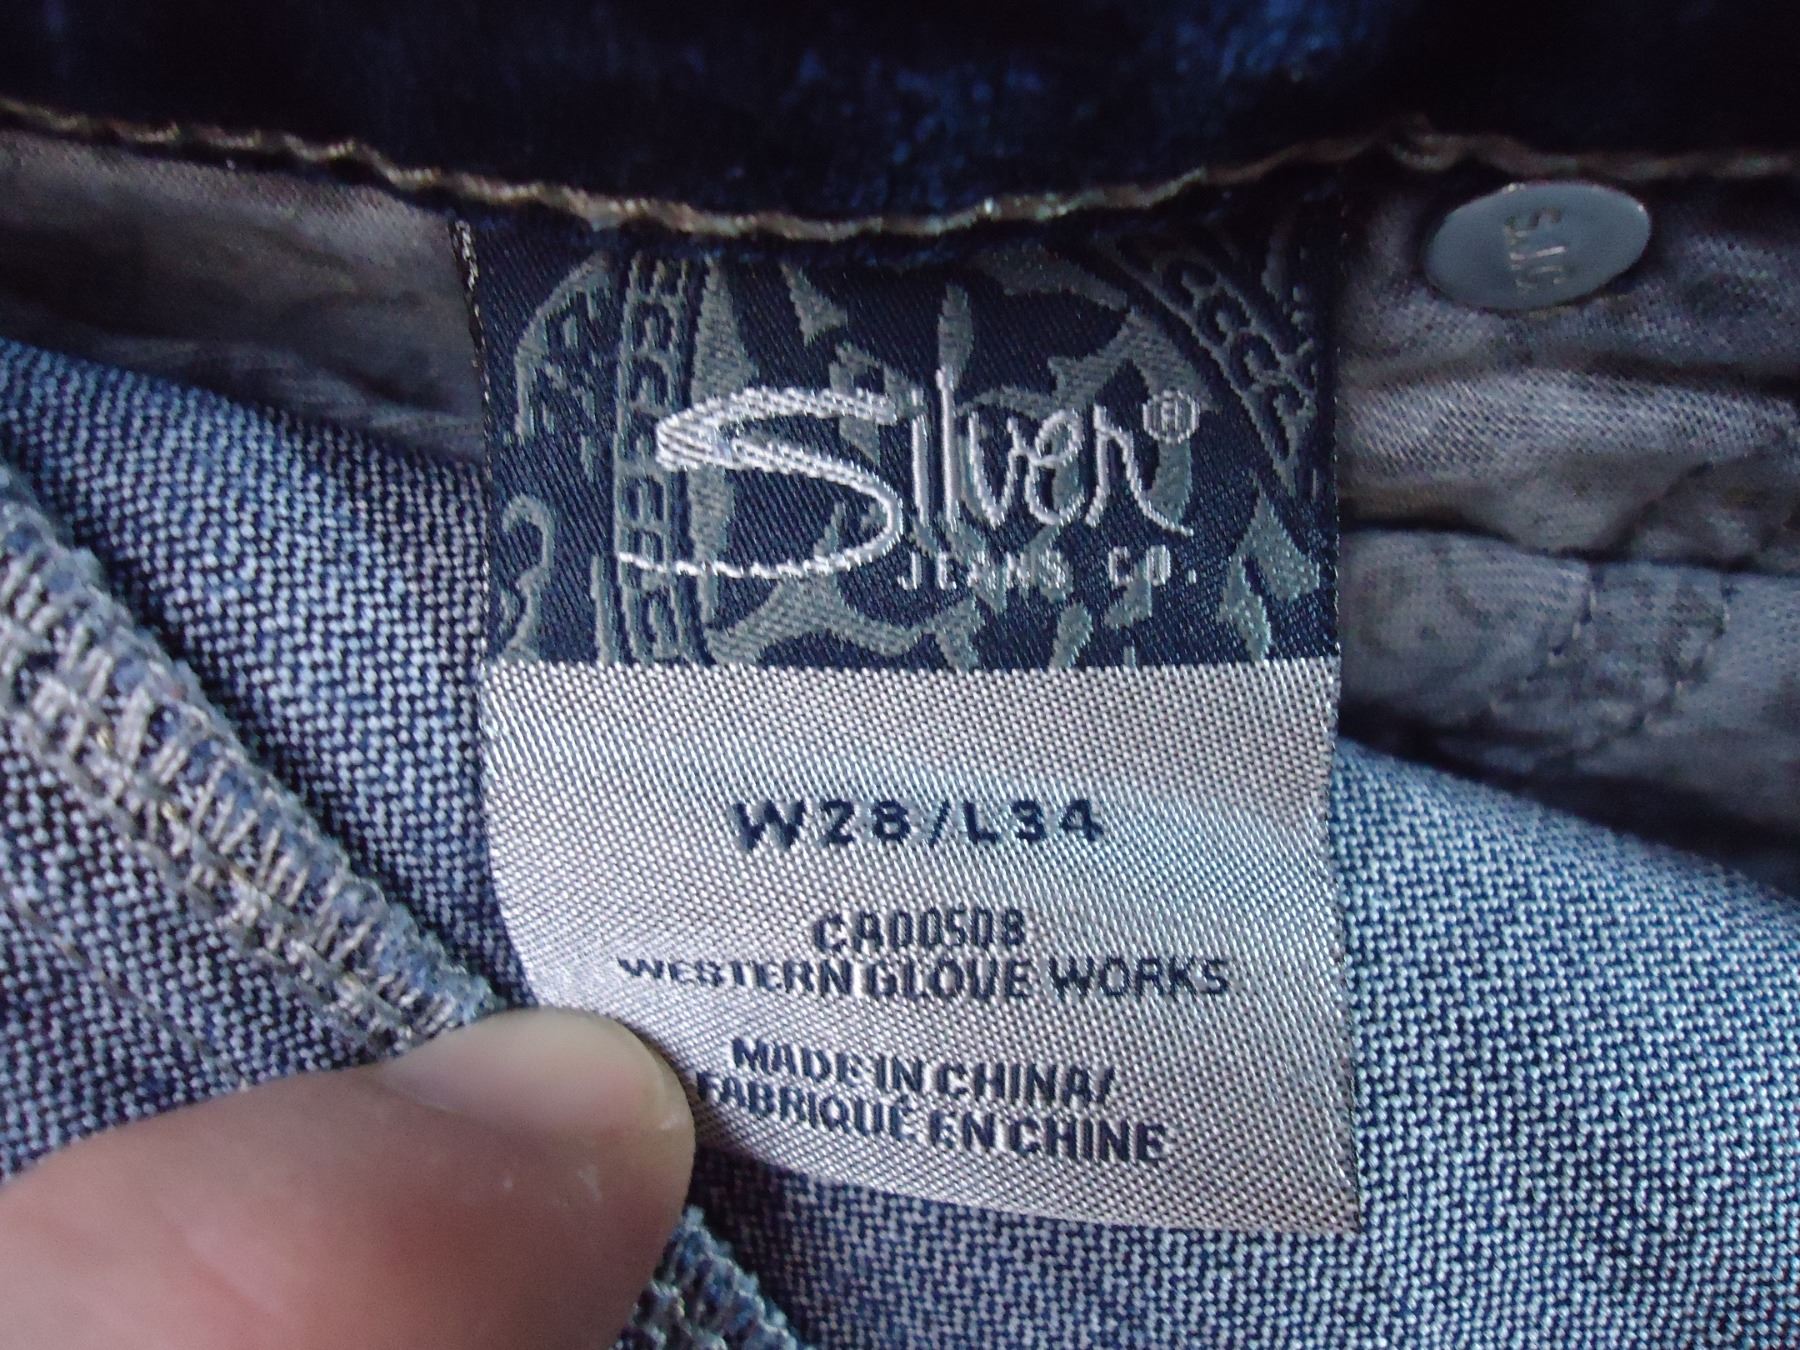 Silver®
JEANS CO.
W28/L34
CA00508
WESTERN GLOVE WORKS
MADE IN CHINA/
FABRIQUÉ EN CHINE